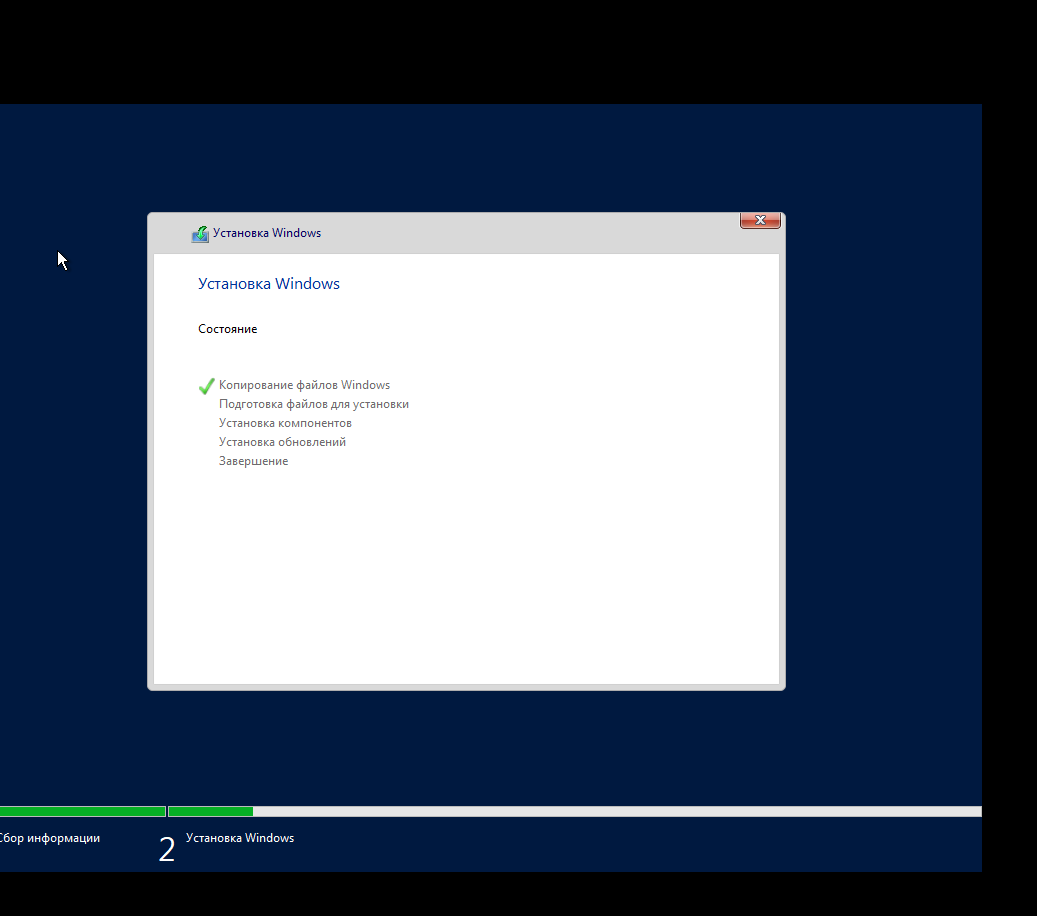 Установка Windows
Установка Windows
Состояние
Копирование файлов Windows
Подготовка файлов для установки
Установка компонентов
Установка обновлений
Завершение
Сбор информации
2 Установка Windows